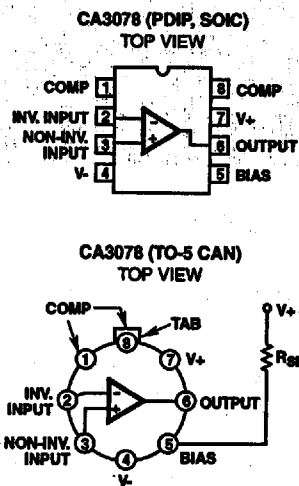 CA3078 (PDIP, SOIC)
TOP VIEW
COMP 1
8 COMP
INV. INPUT 2
7 V+
NON-INV. INPUT 3
6 OUTPUT
V- 4
5 BIAS
CA3078 (TO-5 CAN)
TOP VIEW
COMP
TAB
V+
8
1
7 V+
INV. INPUT 2
6 OUTPUT
NON-INV. INPUT 3
5 BIAS
4
V-